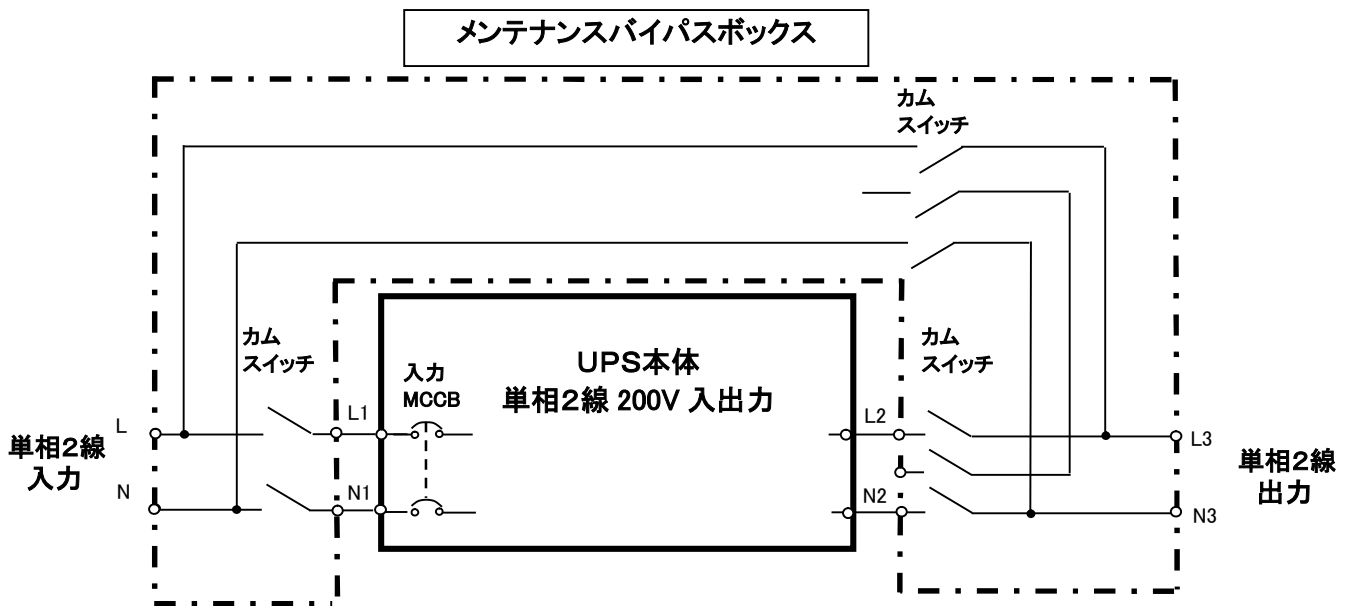 メンテナンスバイパスボックス
カム
スイッチ
カム
スイッチ
入力
MCCB
UPS本体
単相2線 200V 入出力
カム
スイッチ
L
単相2線
入力
N
L1
N1
L2
N2
L3
単相2線
出力
N3